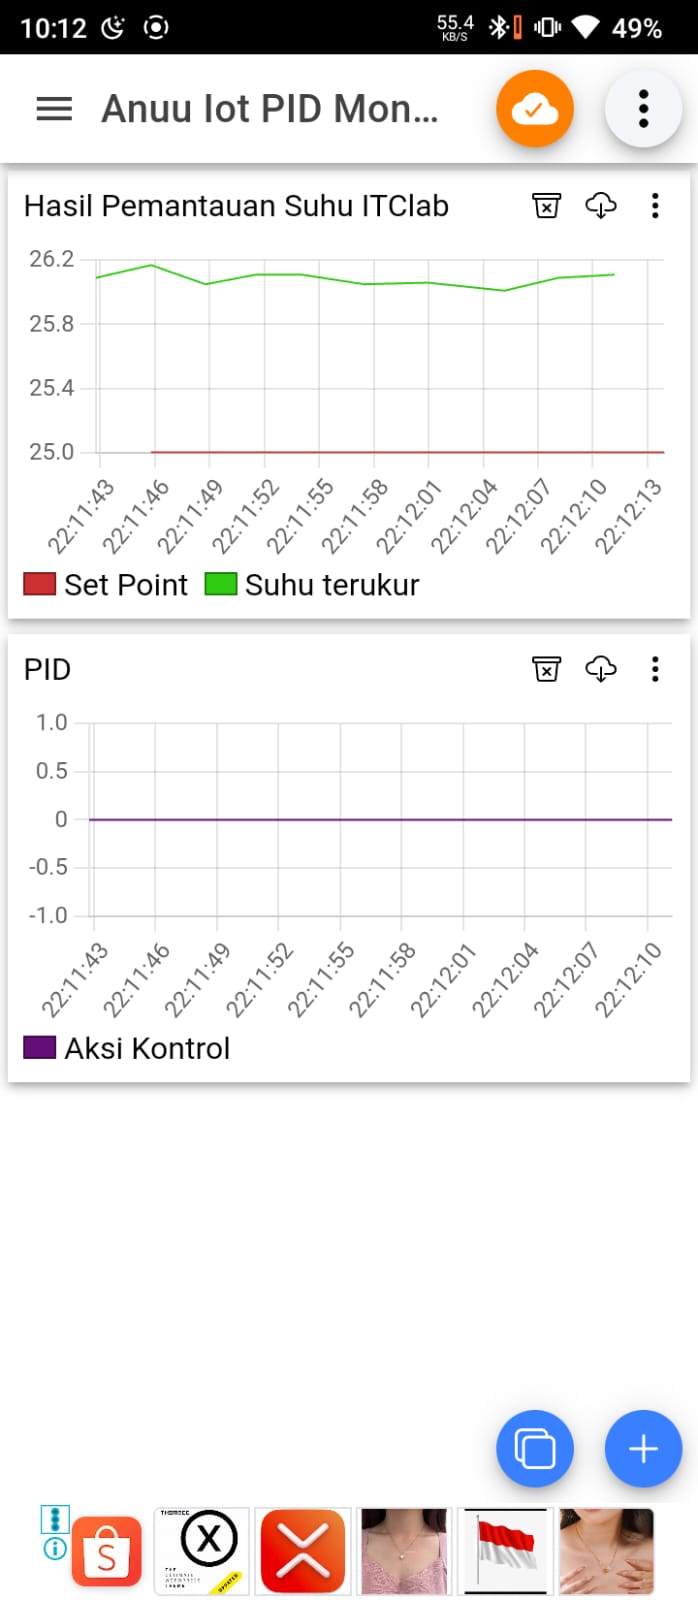 10:12 55.4 KB/S 49%
Anuu Iot PID Mon...
Hasil Pemantauan Suhu ITClab
26.2
25.8
25.4
25.0
22:11:43 22:11:46 22:11:49 22:11:52 22:11:55 22:11:58 22:12:01 22:12:04 22:12:07 22:12:10 22:12:13
Set Point Suhu terukur
PID
1.0
0.5
0
-0.5
-1.0
22:11:43 22:11:46 22:11:49 22:11:52 22:11:55 22:11:58 22:12:01 22:12:04 22:12:07 22:12:10
Aksi Kontrol
S
X
THE
UPDATED